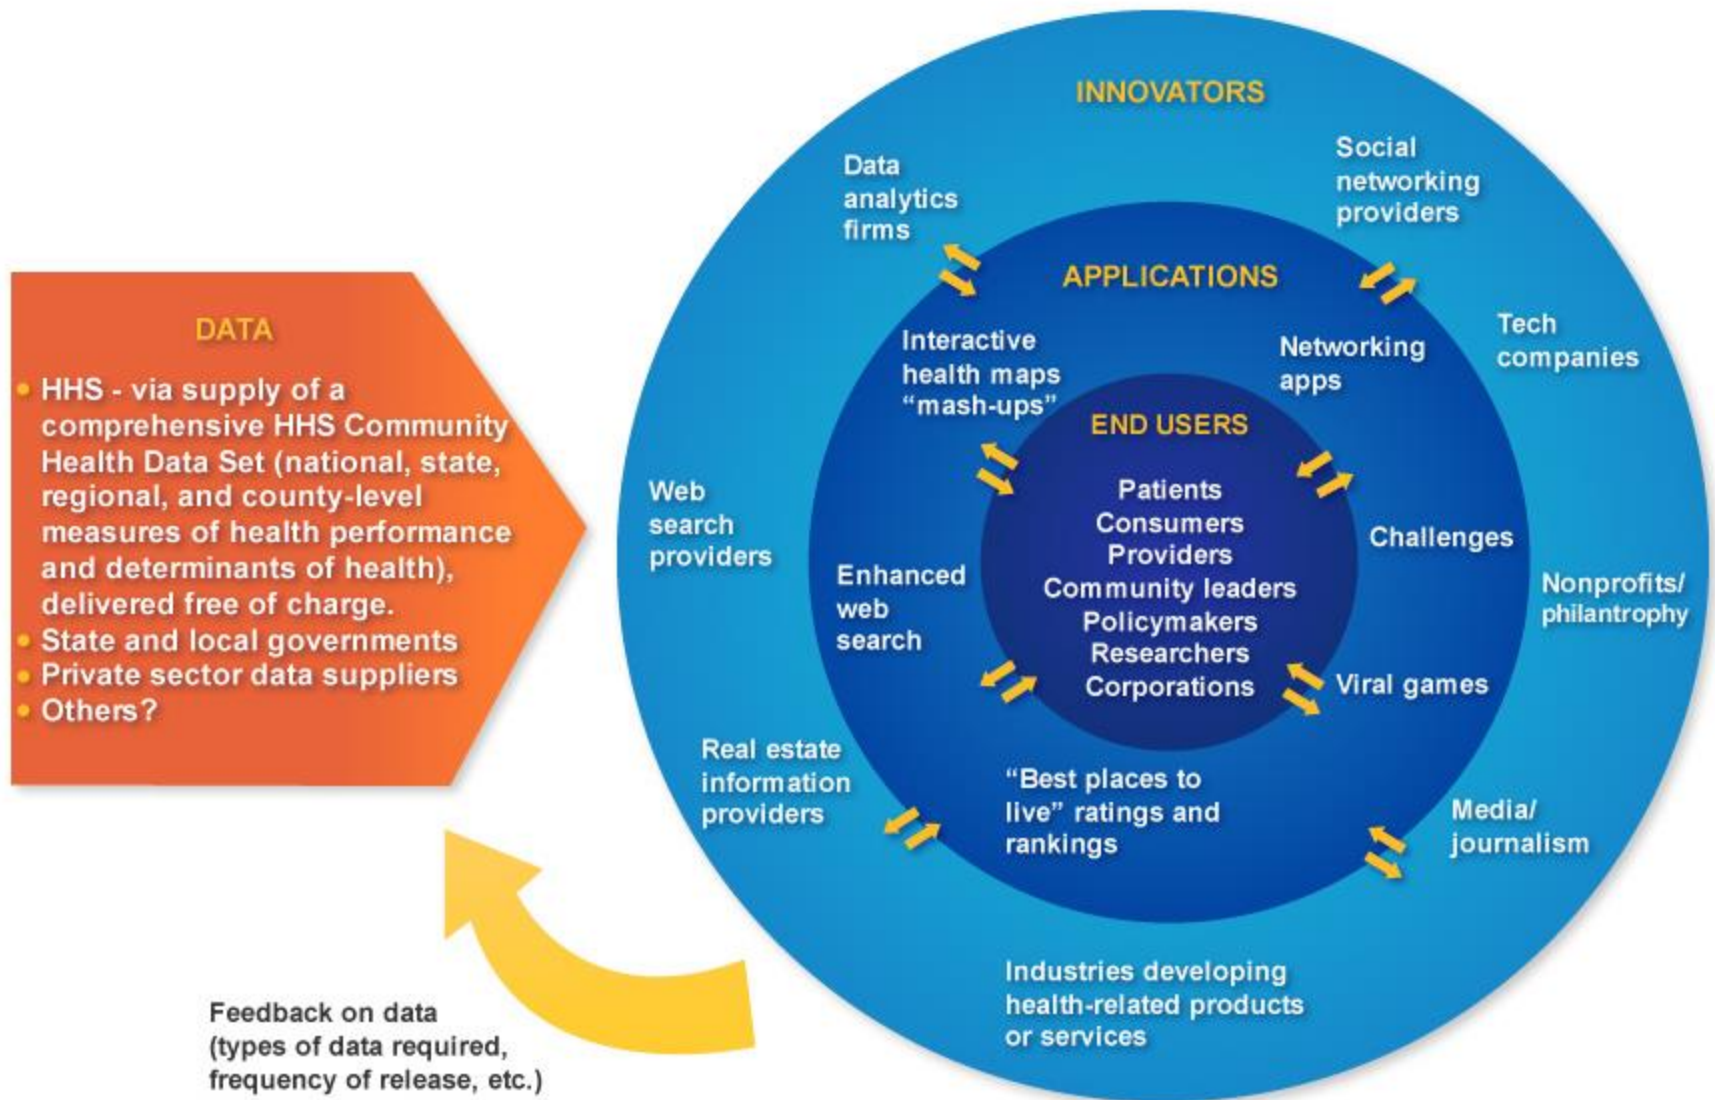 DATA
• HHS - via supply of a
comprehensive HHS Community
Health Data Set (national, state,
regional, and county-level
measures of health performance
and determinants of health),
delivered free of charge.
• State and local governments
• Private sector data suppliers
• Others?
Feedback on data
(types of data required,
frequency of release, etc.)
INNOVATORS
Data
analytics
firms
Social
networking
providers
Tech
companies
Web
search
providers
Nonprofits/
philantrophy
Real estate
information
providers
Media/
journalism
Industries developing
health-related products
or services
APPLICATIONS
Interactive
health maps
“mash-ups”
Networking
apps
Enhanced
web
search
Challenges
Viral games
“Best places to
live” ratings and
rankings
END USERS
Patients
Consumers
Providers
Community leaders
Policymakers
Researchers
Corporations